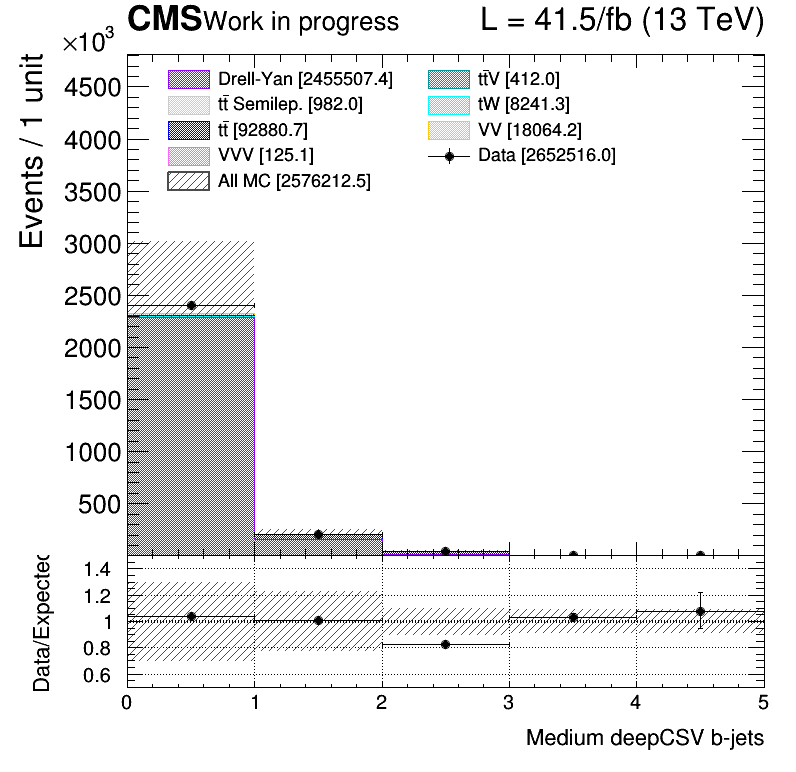 CMS Work in progress L = 41.5/fb (13 TeV)
×10³
Events / 1 unit
4500
4000
3500
3000
2500
2000
1500
1000
500
Drell-Yan [2455507.4]
tt̄ Semilep. [982.0]
tt̄ [92880.7]
VVV [125.1]
All MC [2576212.5]
tt̄V [412.0]
tW [8241.3]
VV [18064.2]
Data [2652516.0]
Data/Expected
1.4
1.2
1
0.8
0.6
0 1 2 3 4 5
Medium deepCSV b-jets